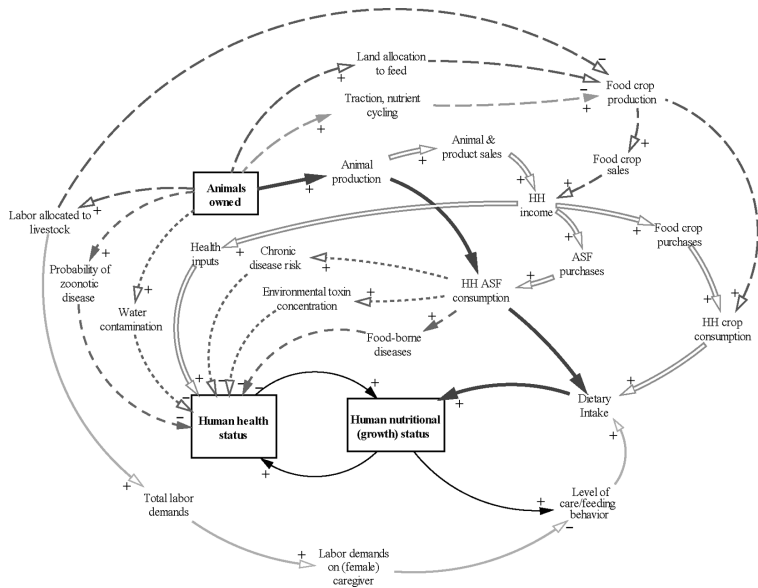 Land allocation
to feed
Food crop
production
Traction, nutrient
cycling
Animal &
product sales
Food crop
sales
Animal
production
Animals
owned
HH
income
Labor allocated to
livestock
Food crop
purchases
Health
inputs
Chronic
disease risk
ASF
purchases
Probability of
zoonotic
disease
HH ASF
consumption
Environmental toxin
concentration
Water
contamination
HH crop
consumption
Food-borne
diseases
Dietary
Intake
Human health
status
Human nutritional
(growth) status
Total labor
demands
Level of
care/feeding
behavior
Labor demands
on (female)
caregiver